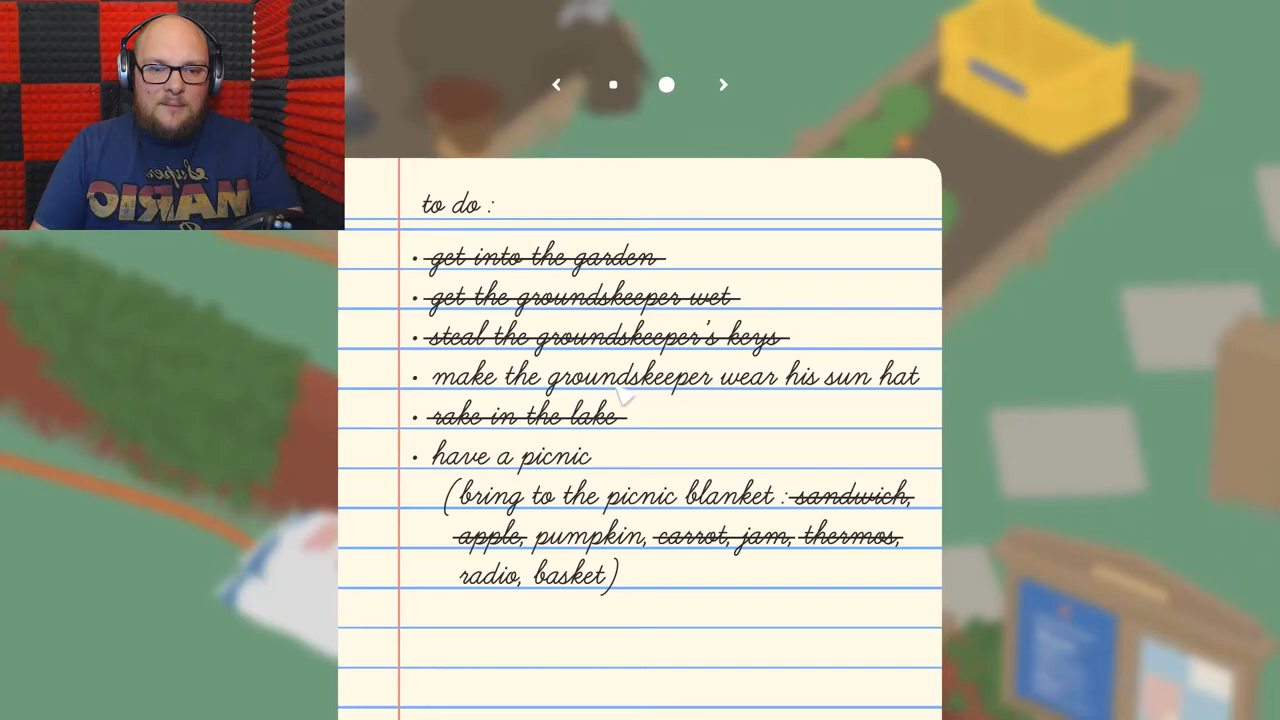 Super
MARIO
to do :
• get into the garden
• get the groundskeeper wet
• steal the groundskeeper's keys
• make the groundskeeper wear his sun hat
• rake in the lake
• have a picnic
(bring to the picnic blanket : sandwich,
apple, pumpkin, carrot, jam, thermos,
radio, basket)